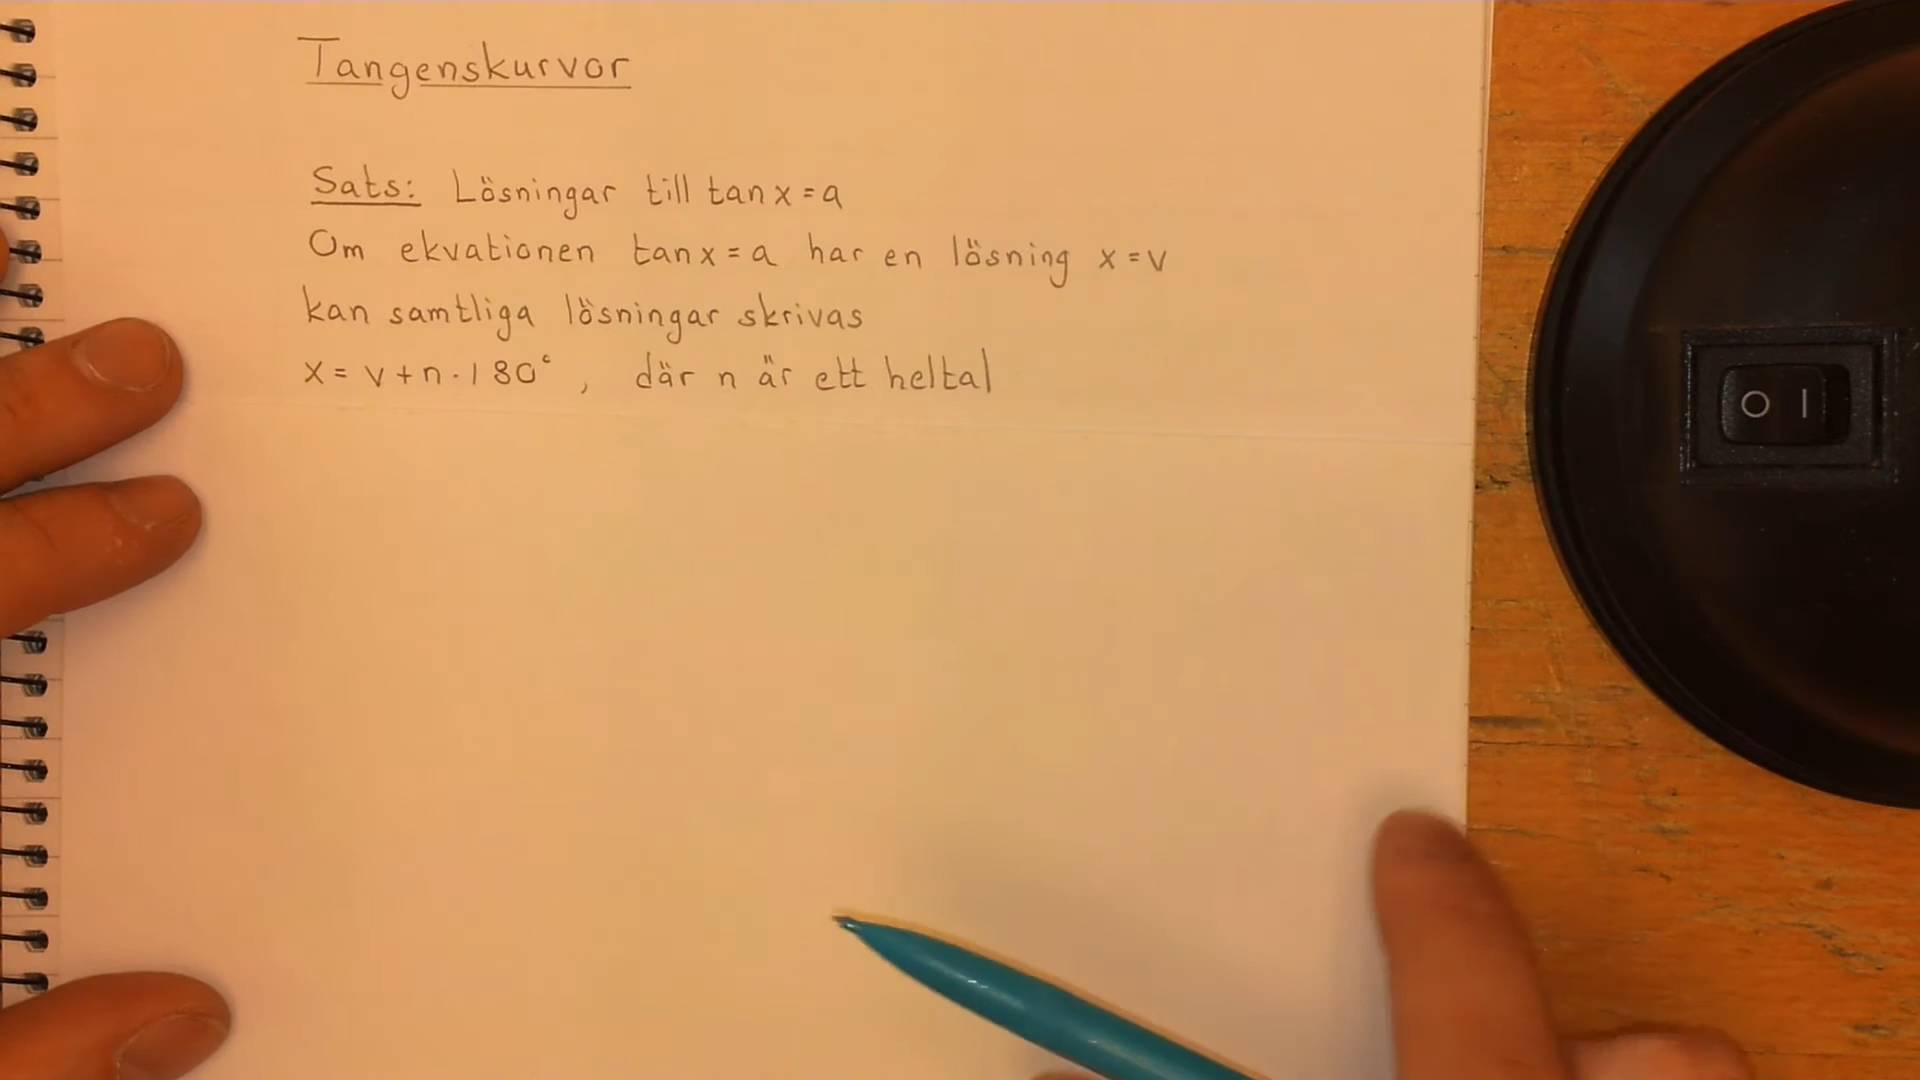 Tangenskurvor
Sats: Lösningar till tan x = a
Om ekvationen tan x = a har en lösning x = v
kan samtliga lösningar skrivas
x = v + n · 180° , där n är ett heltal
O I